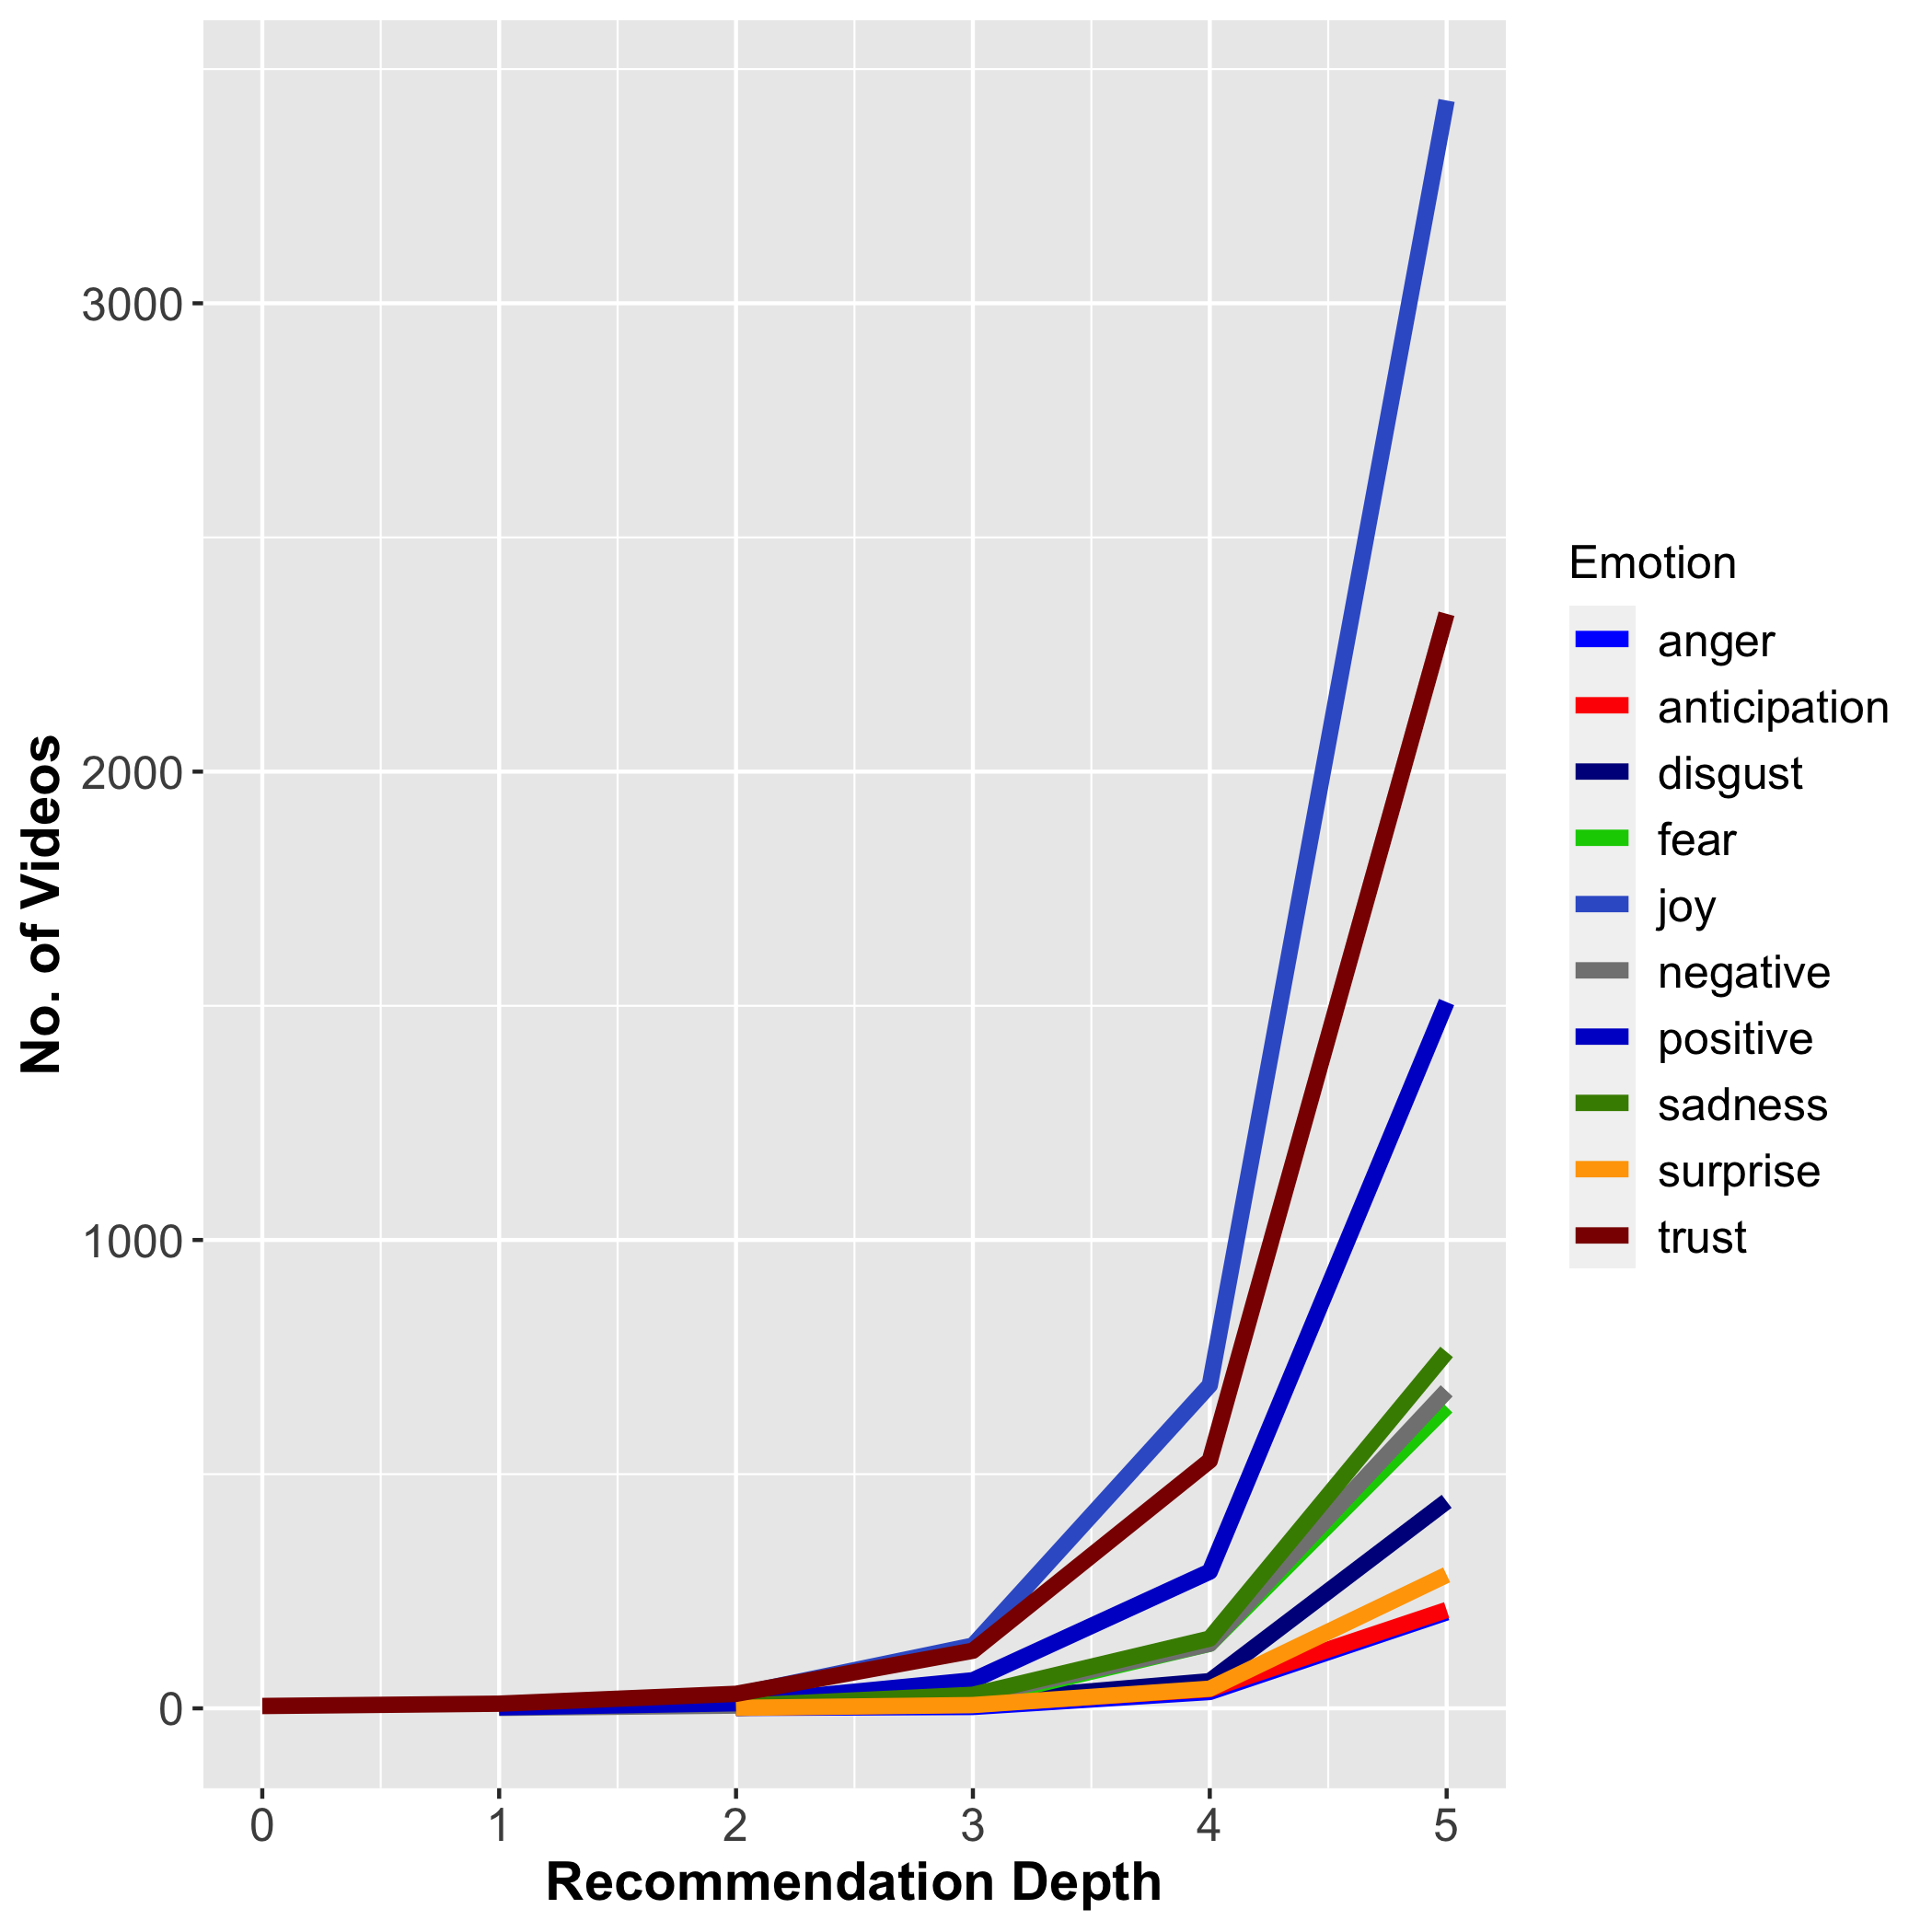 No. of Videos
3000
2000
1000
0
0 1 2 3 4 5
Recommendation Depth
Emotion
anger
anticipation
disgust
fear
joy
negative
positive
sadness
surprise
trust